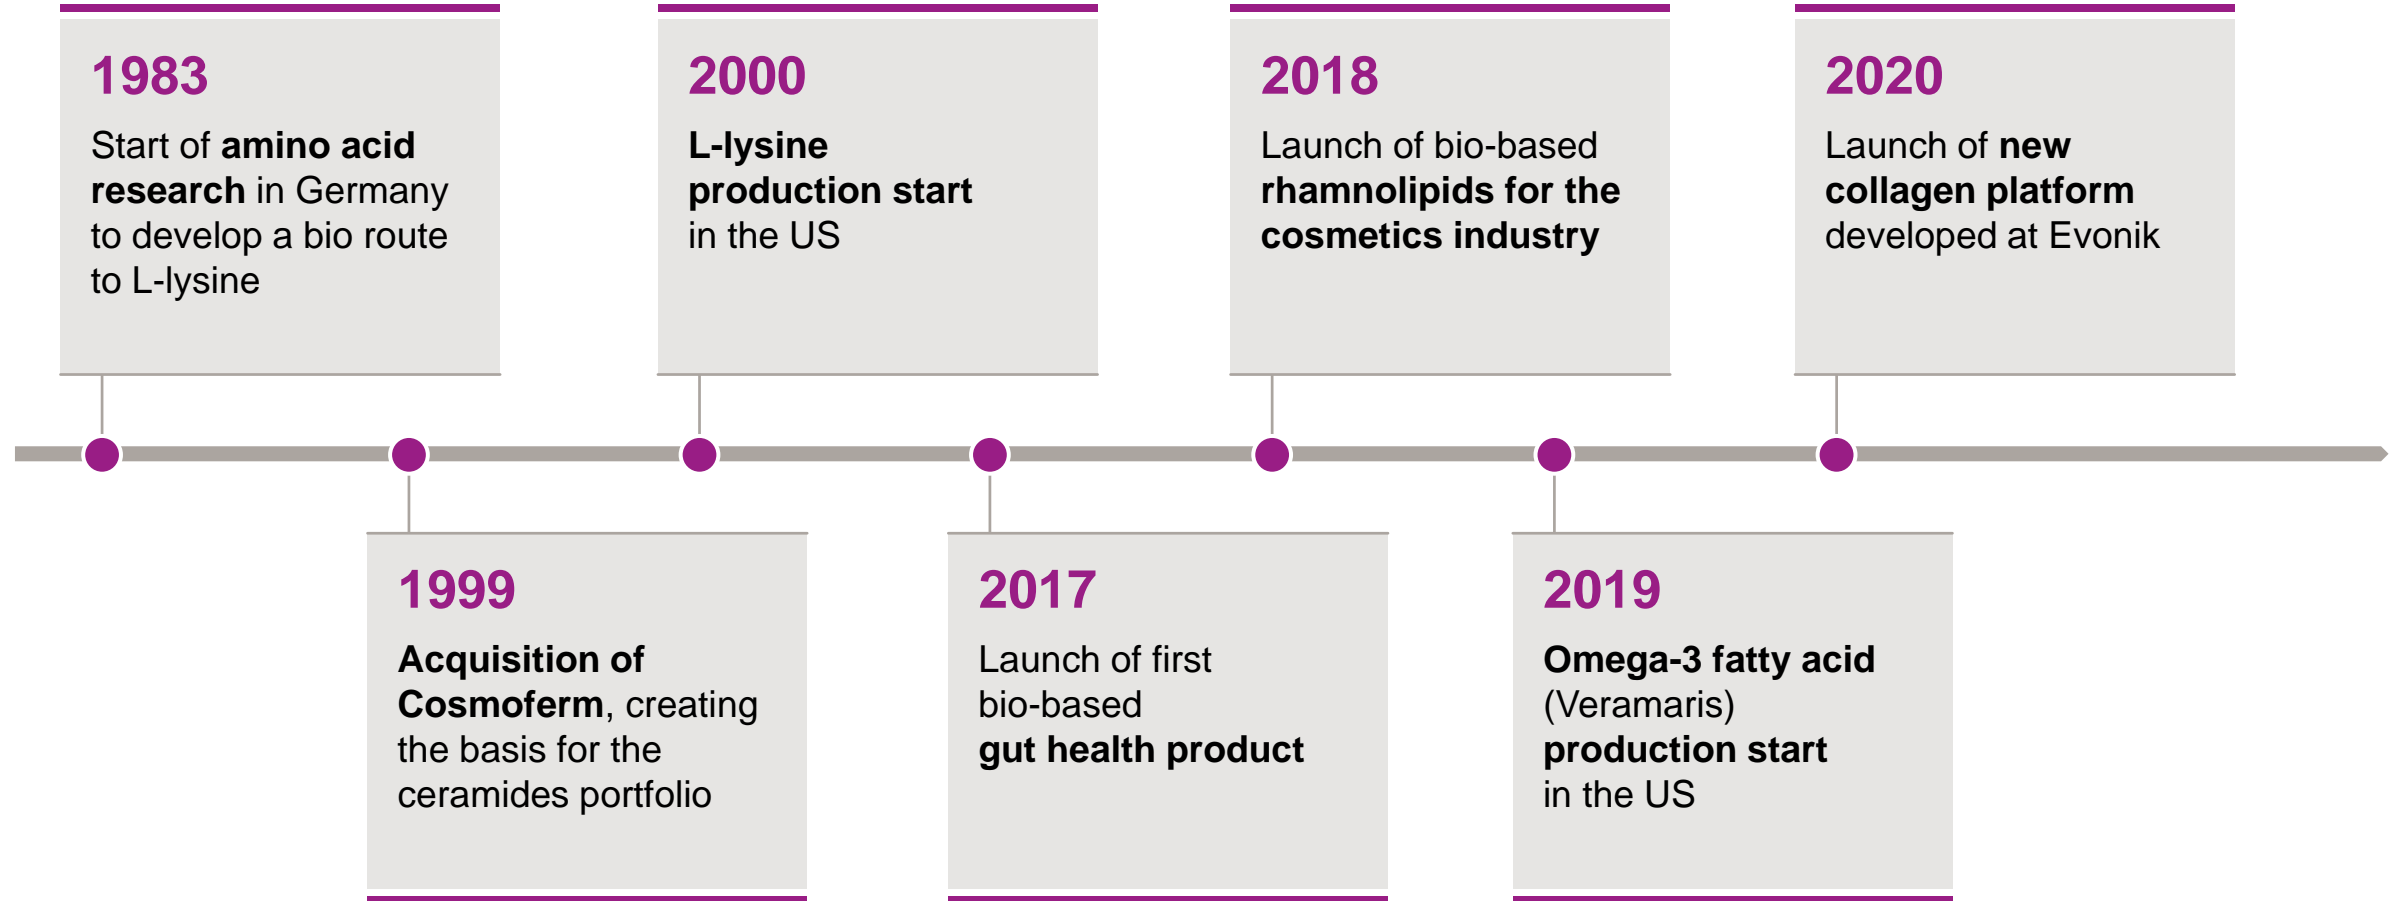 1983
Start of amino acid
research in Germany
to develop a bio route
to L-lysine
1999
Acquisition of
Cosmoferm, creating
the basis for the
ceramides portfolio
2000
L-lysine
production start
in the US
2017
Launch of first
bio-based
gut health product
2018
Launch of bio-based
rhamnolipids for the
cosmetics industry
2019
Omega-3 fatty acid
(Veramaris)
production start
in the US
2020
Launch of new
collagen platform
developed at Evonik